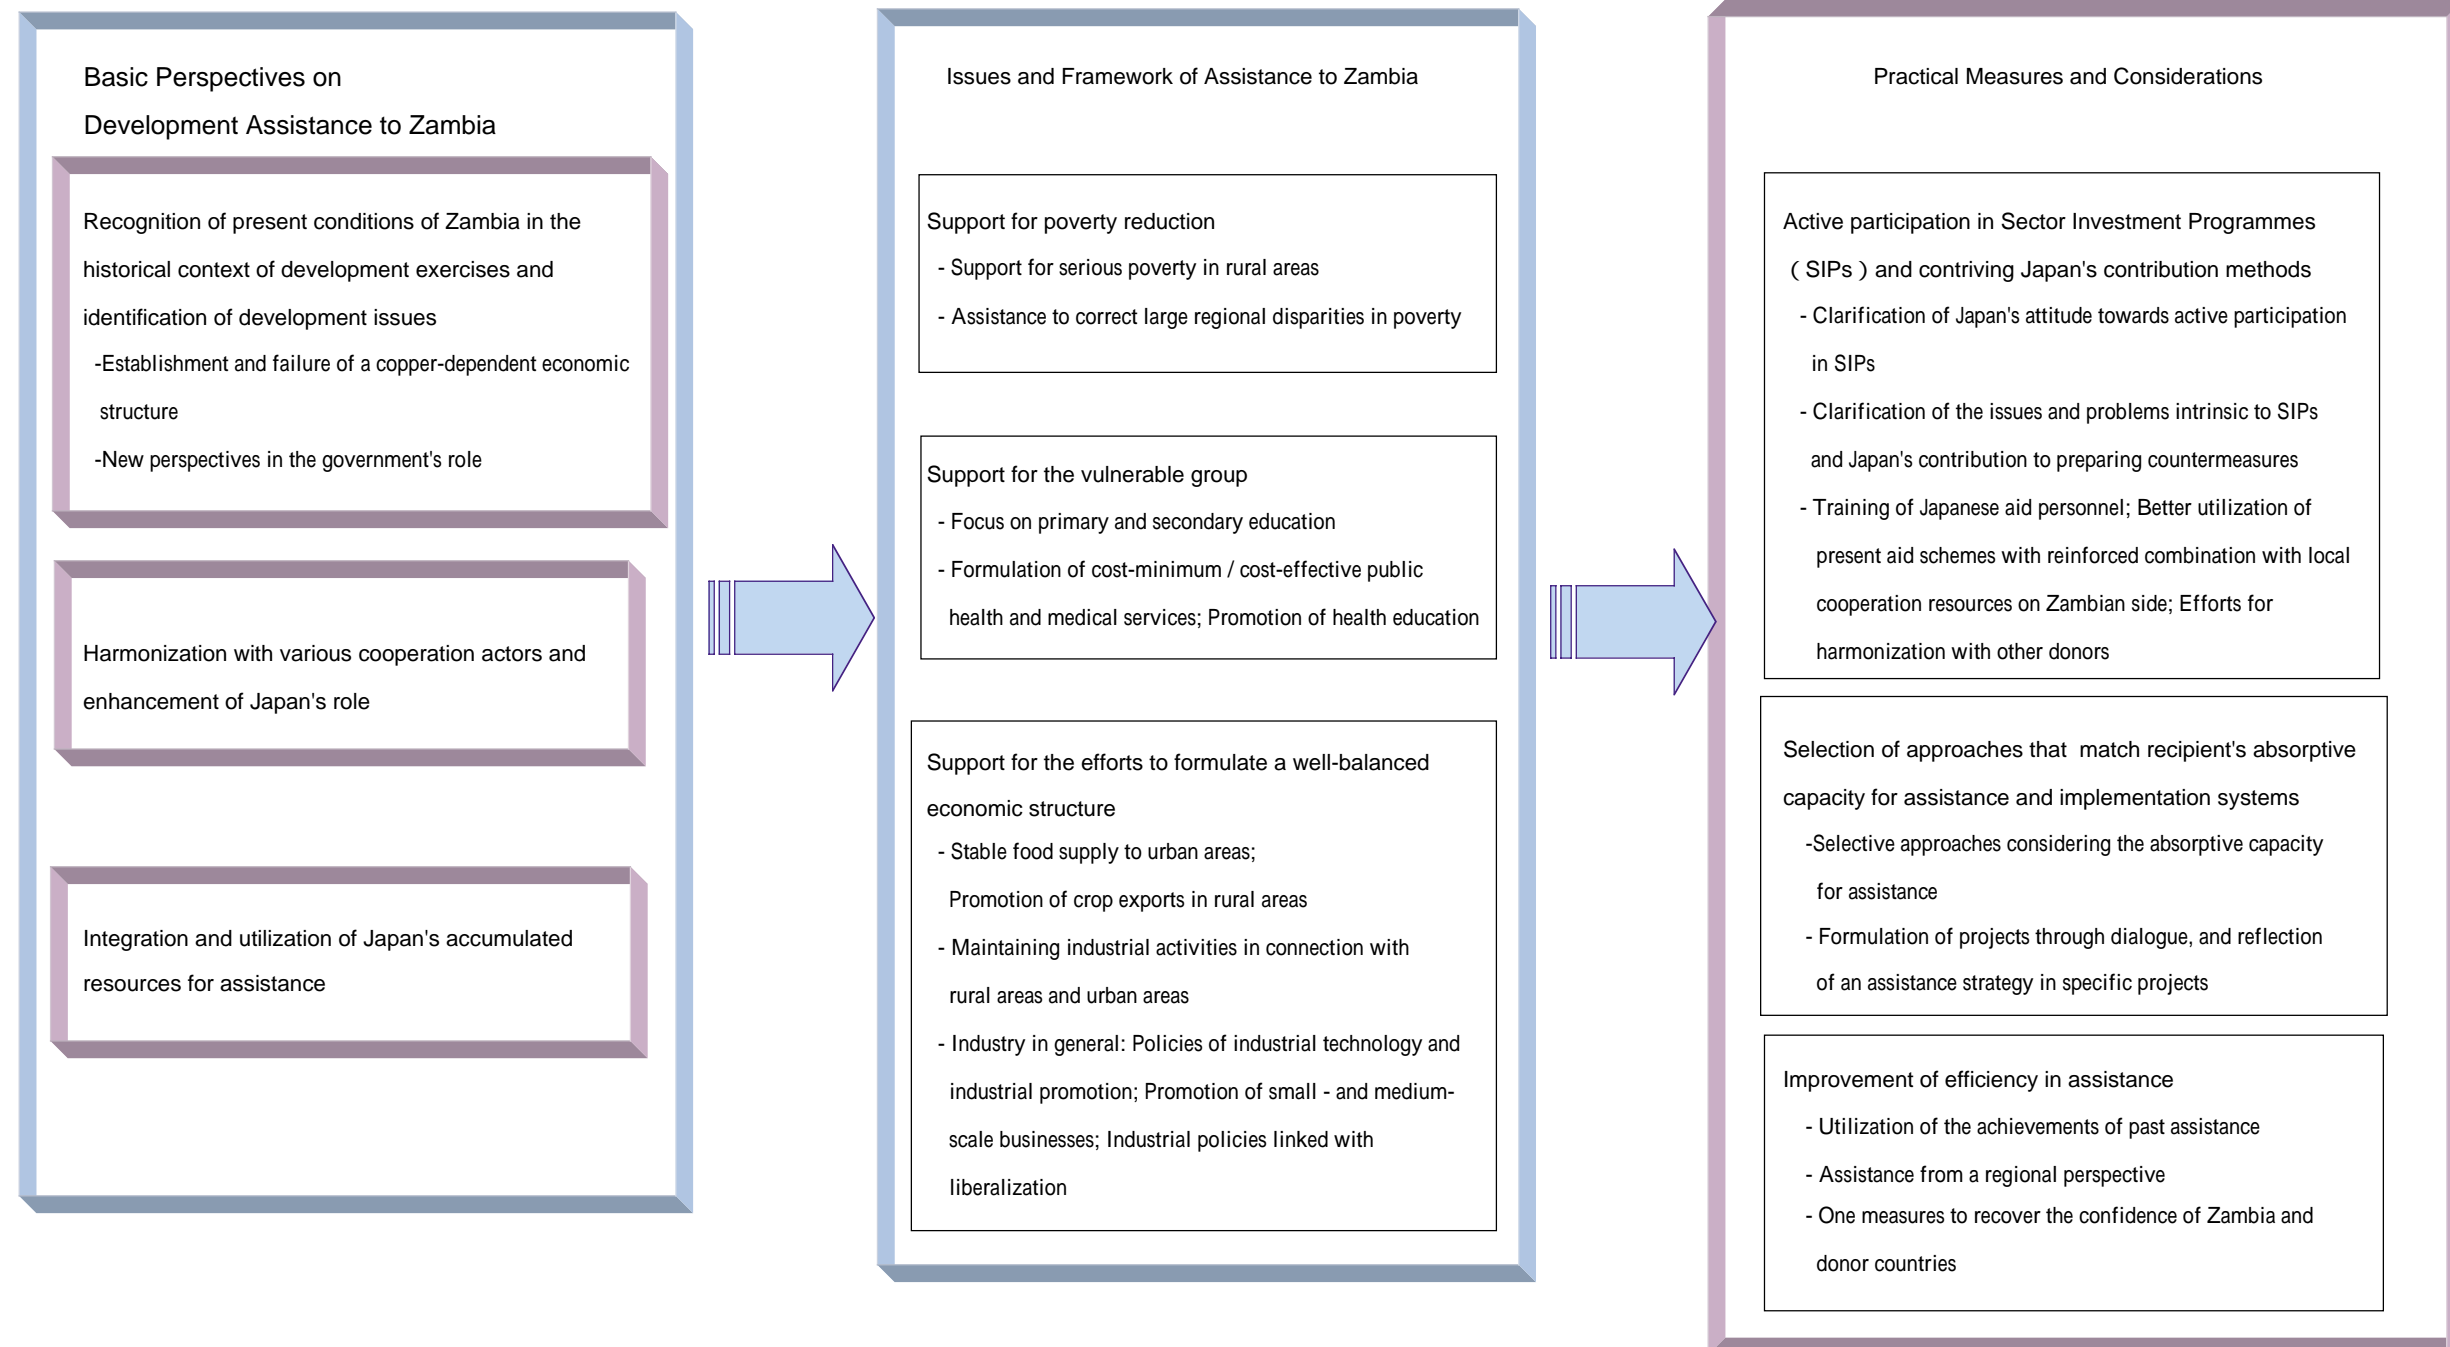 Basic Perspectives on
Development Assistance to Zambia
Recognition of present conditions of Zambia in the
historical context of development exercises and
identification of development issues
-Establishment and failure of a copper-dependent economic
structure
-New perspectives in the government's role
Harmonization with various cooperation actors and
enhancement of Japan's role
Integration and utilization of Japan's accumulated
resources for assistance
Issues and Framework of Assistance to Zambia
Support for poverty reduction
- Support for serious poverty in rural areas
- Assistance to correct large regional disparities in poverty
Support for the vulnerable group
- Focus on primary and secondary education
- Formulation of cost-minimum / cost-effective public
health and medical services; Promotion of health education
Support for the efforts to formulate a well-balanced
economic structure
- Stable food supply to urban areas;
Promotion of crop exports in rural areas
- Maintaining industrial activities in connection with
rural areas and urban areas
- Industry in general: Policies of industrial technology and
industrial promotion; Promotion of small - and medium-
scale businesses; Industrial policies linked with
liberalization
Practical Measures and Considerations
Active participation in Sector Investment Programmes
（SIPs）and contriving Japan's contribution methods
- Clarification of Japan's attitude towards active participation
in SIPs
- Clarification of the issues and problems intrinsic to SIPs
and Japan's contribution to preparing countermeasures
- Training of Japanese aid personnel; Better utilization of
present aid schemes with reinforced combination with local
cooperation resources on Zambian side; Efforts for
harmonization with other donors
Selection of approaches that  match recipient's absorptive
capacity for assistance and implementation systems
-Selective approaches considering the absorptive capacity
for assistance
- Formulation of projects through dialogue, and reflection
of an assistance strategy in specific projects
Improvement of efficiency in assistance
- Utilization of the achievements of past assistance
- Assistance from a regional perspective
- One measures to recover the confidence of Zambia and
donor countries